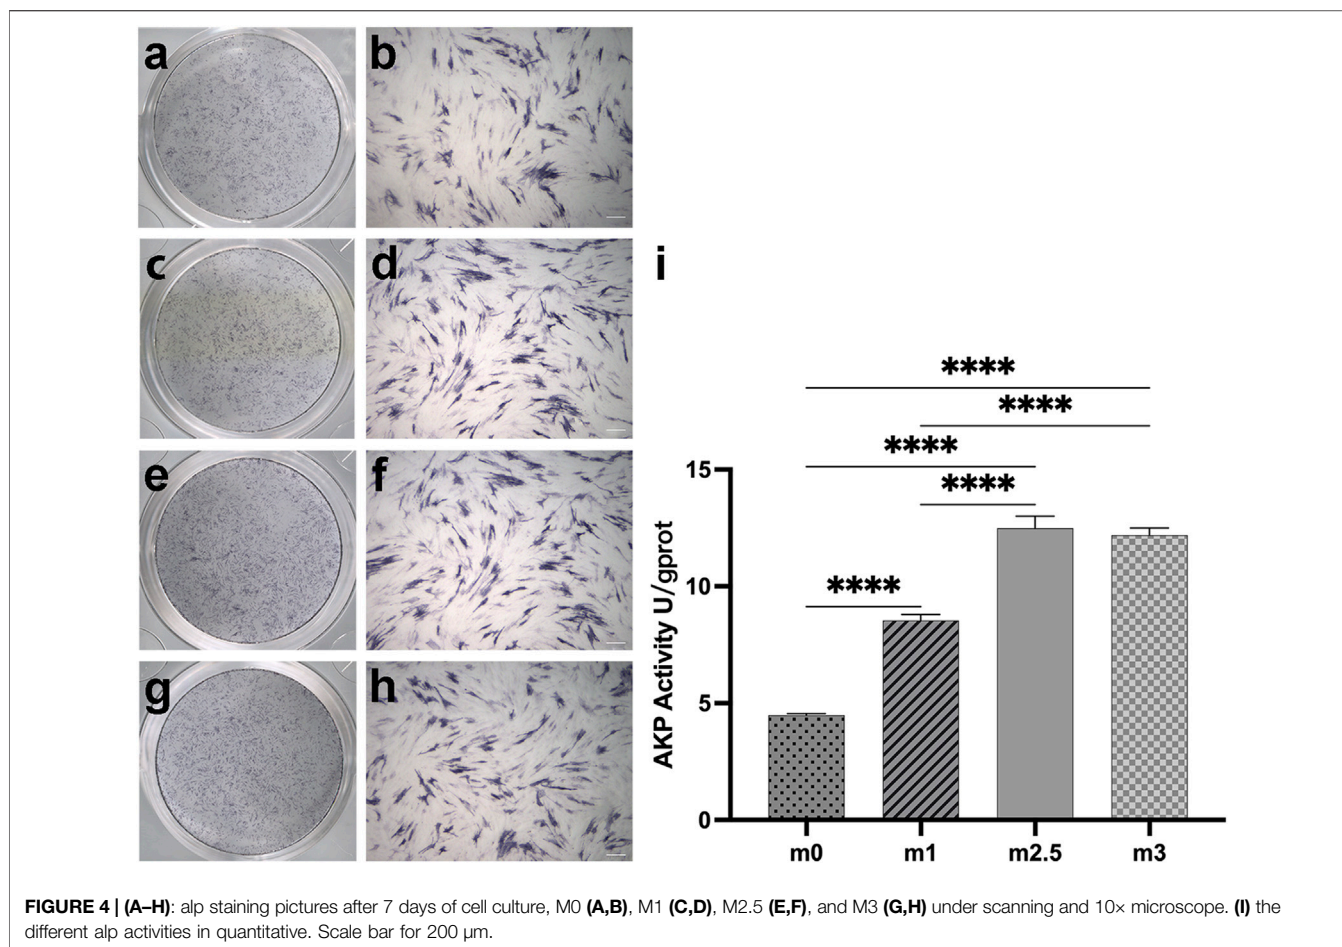 a
b
c
d
e
f
g
h
i
****
****
****
****
****
AKP Activity U/gprot
15
10
5
0
m0
m1
m2.5
m3
FIGURE 4 | (A–H): alp staining pictures after 7 days of cell culture, M0 (A,B), M1 (C,D), M2.5 (E,F), and M3 (G,H) under scanning and 10× microscope. (I) the
different alp activities in quantitative. Scale bar for 200 µm.